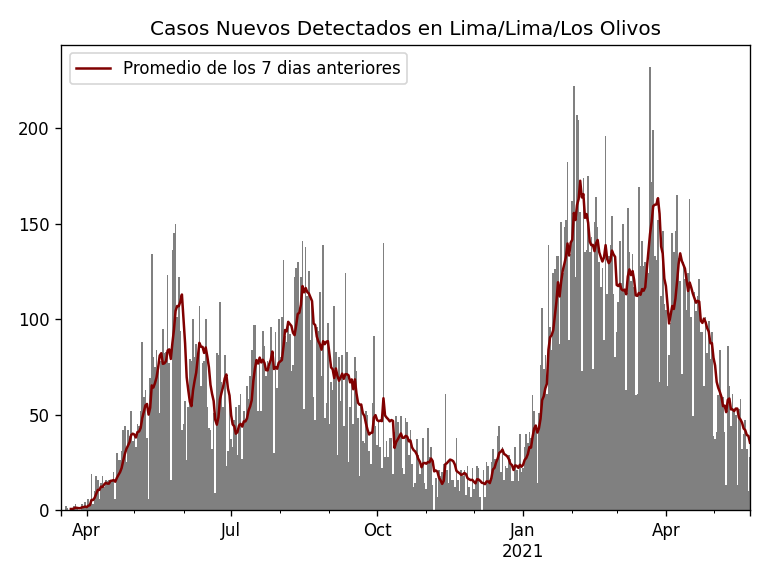 Casos Nuevos Detectados en Lima/Lima/Los Olivos
Promedio de los 7 dias anteriores
200
150
100
50
0
Apr Jul Oct Jan Apr
2021